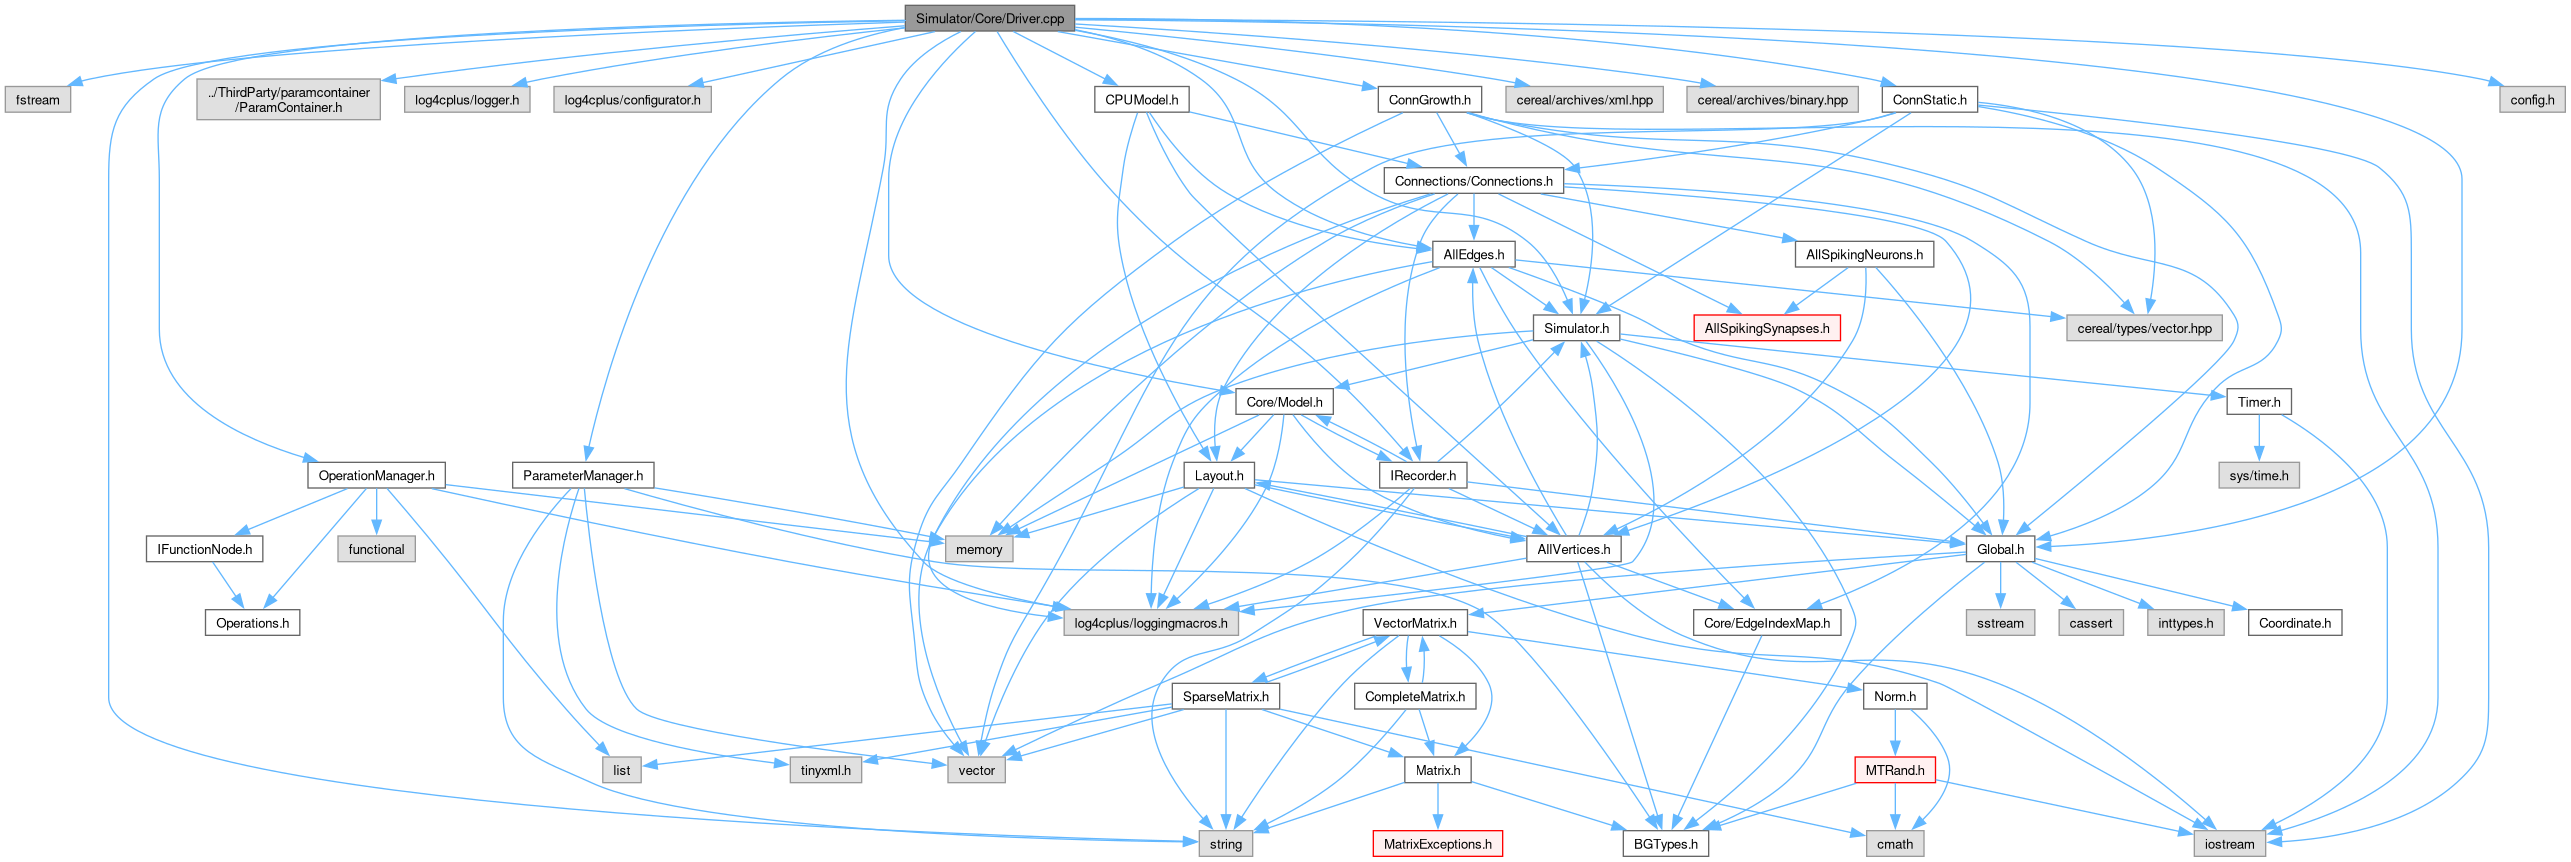 Simulator/Core/Driver.cpp
fstream
../ThirdParty/paramcontainer
/ParamContainer.h
log4cplus/logger.h
log4cplus/configurator.h
CPUModel.h
ConnGrowth.h
cereal/archives/xml.hpp
cereal/archives/binary.hpp
ConnStatic.h
config.h
Connections/Connections.h
AllEdges.h
AllSpikingNeurons.h
Simulator.h
AllSpikingSynapses.h
cereal/types/vector.hpp
Core/Model.h
Timer.h
OperationManager.h
ParameterManager.h
Layout.h
IRecorder.h
sys/time.h
IFunctionNode.h
functional
memory
AllVertices.h
Global.h
Operations.h
log4cplus/loggingmacros.h
VectorMatrix.h
Core/EdgeIndexMap.h
sstream
cassert
inttypes.h
Coordinate.h
SparseMatrix.h
CompleteMatrix.h
Norm.h
list
tinyxml.h
vector
Matrix.h
MTRand.h
string
MatrixExceptions.h
BGTypes.h
cmath
iostream